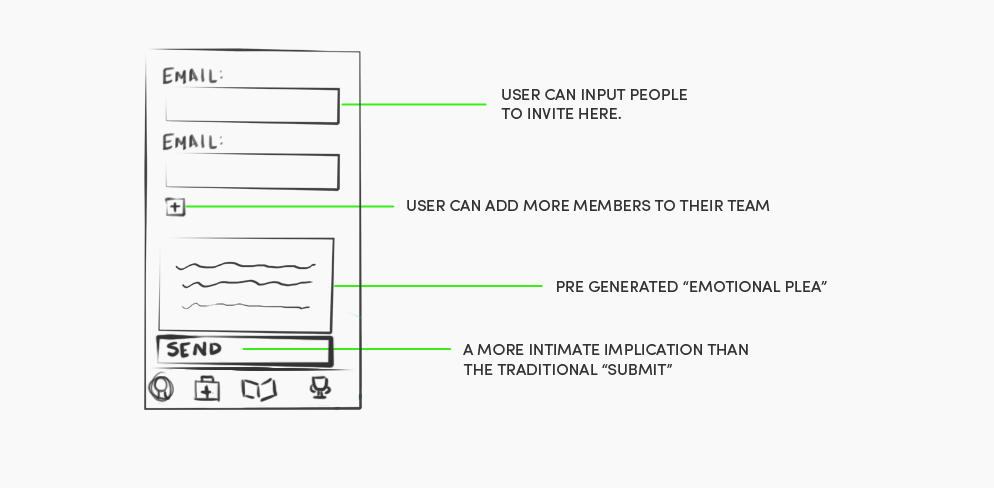 EMAIL:
USER CAN INPUT PEOPLE
TO INVITE HERE.
EMAIL:
USER CAN ADD MORE MEMBERS TO THEIR TEAM
PRE GENERATED “EMOTIONAL PLEA”
SEND
A MORE INTIMATE IMPLICATION THAN
THE TRADITIONAL “SUBMIT”